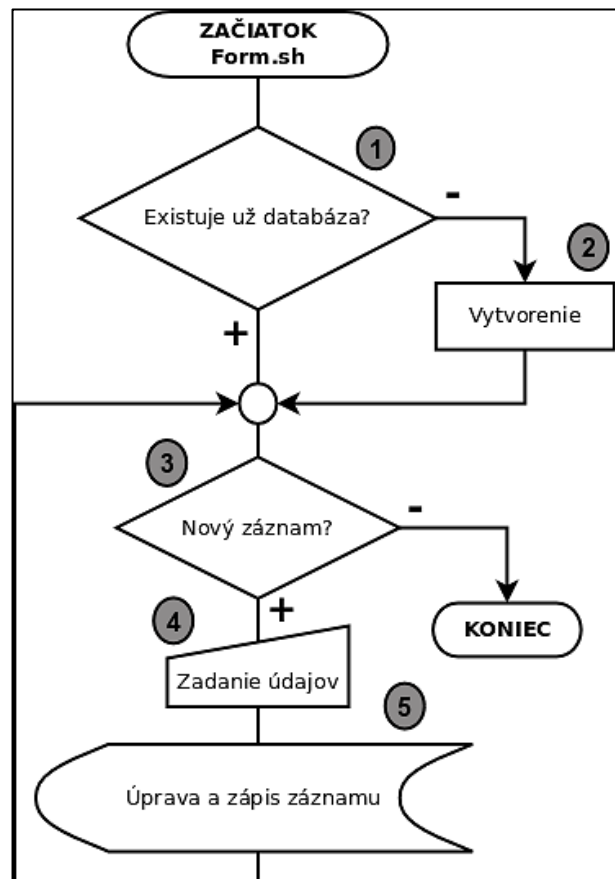 ZAČIATOK
Form.sh
1
Existuje už databáza?
-
2
Vytvorenie
+
3
Nový záznam?
-
KONIEC
+
4
Zadanie údajov
5
Úprava a zápis záznamu